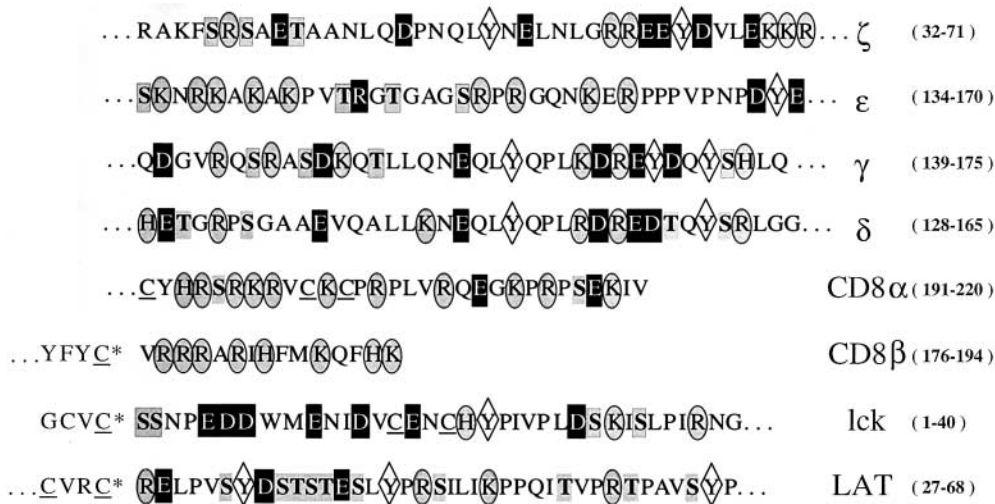 ...RAKFSRSAETAANLQDPNQLYNELNLGRREEYDVLEKKR... ζ (32-71)
...SKNRKAKAKPVTRGTGAGSRPRGQNKERPPPVPNPDYE... ε (134-170)
...QDGVRQSRASDKQTLLQNEQLYQPLKDREYDQYSHLQ... γ (139-175)
HETGRPSGAAEVQALLKNEQLYQPLRDREDTQYSRLGG... δ (128-165)
...CYHRSRKRVCKCPRPLVRQEGKPRPSEKIV CD8α (191-220)
...YFYC* VRRRARIHFMKQFHK CD8β (176-194)
GCVC* SSNPEDDWMENIDVCENCHYPIVPLDSKISLPIRNG... lck (1-40)
...CVRC* RELPVSYDSTSTESLYPRSILIKPPQITVPRTPAVSYP... LAT (27-68)